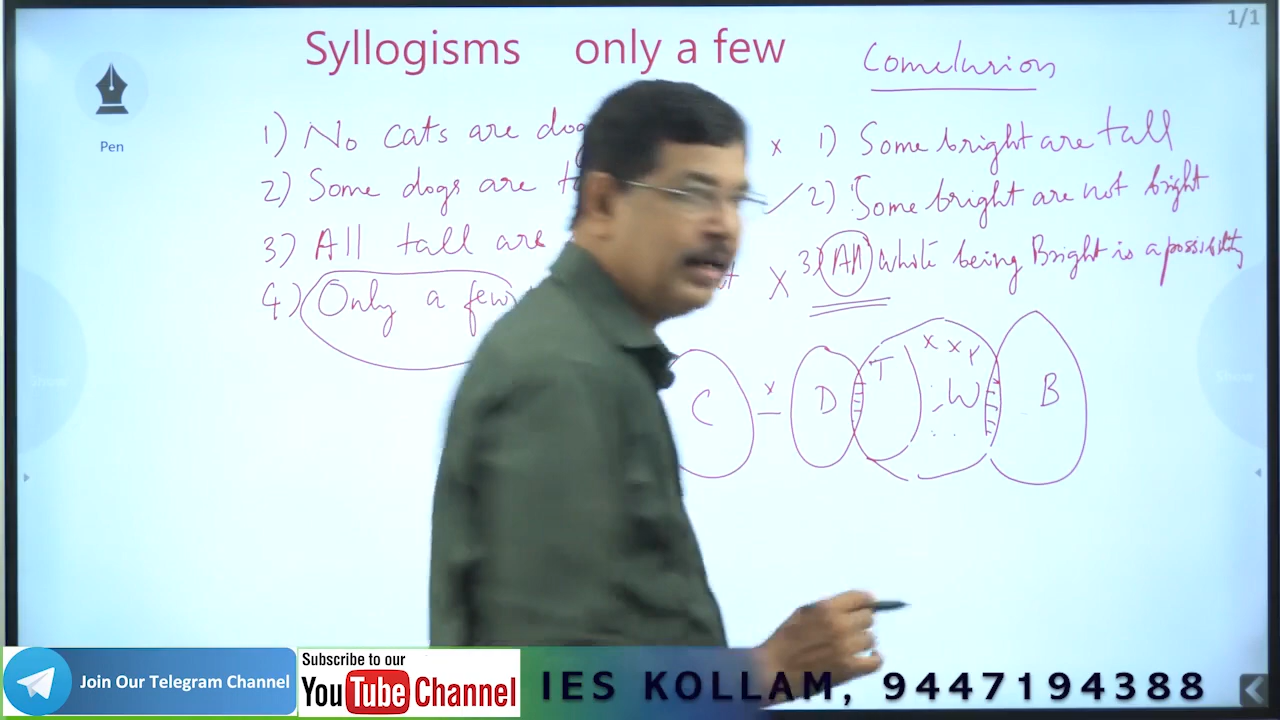 1/1
Syllogisms only a few
Comclusion
Pen
1) No cats are dog
2) Some dogs are t
3) All tall are
4) Only a few
x 1) Some bright are tall
✓ 2) Some bright are not bright
X 3) All White being Bright is a possibility
C x D T x x x W B
Join Our Telegram Channel
Subscribe to our
YouTube Channel
IES KOLLAM, 9447194388